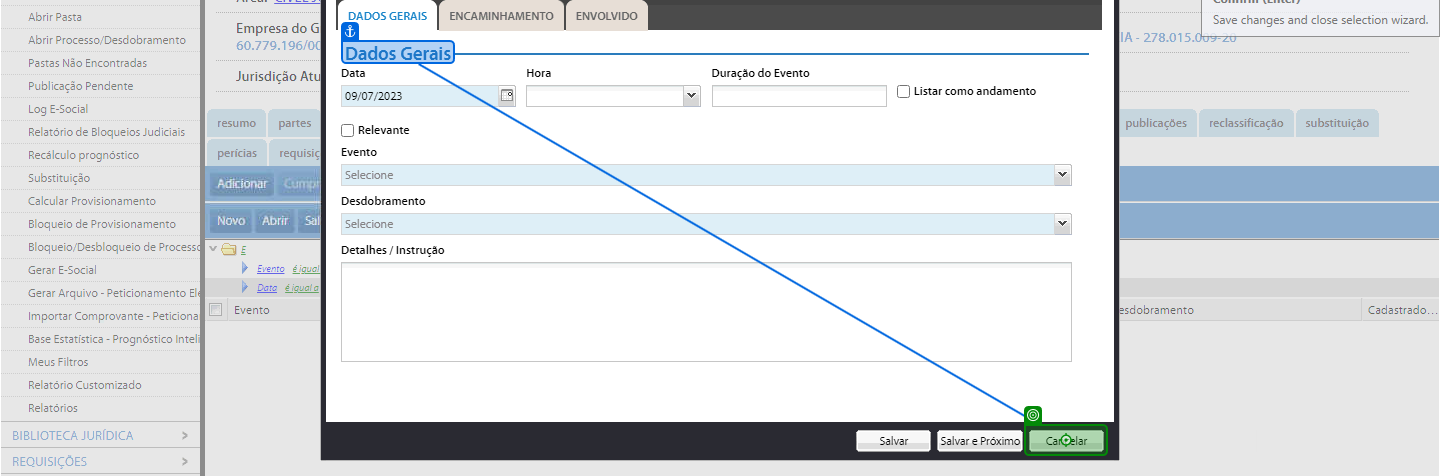 Abrir Pasta
Abrir Processo/Desdobramento
Pastas Não Encontradas
Publicação Pendente
Log E-Social
Relatório de Bloqueios Judiciais
Recálculo prognóstico
Substituição
Calcular Provisionamento
Bloqueio de Provisionamento
Bloqueio/Desbloqueio de Processo
Gerar E-Social
Gerar Arquivo - Peticionamento Ele
Importar Comprovante - Peticiona
Base Estatística - Prognóstico Inteli
Meus Filtros
Relatório Customizado
Relatórios
BIBLIOTECA JURÍDICA >
REQUISIÇÕES >
Empresa do G
60.779.196/00
Jurisdição Atu
resumo partes
perícias requisiç
Adicionar Cumpr
Novo Abrir Sal
E
Evento é igual
Data é igual a
Evento
DADOS GERAIS ENCAMINHAMENTO ENVOLVIDO
Dados Gerais
Data Hora Duração do Evento
09/07/2023 Listar como andamento
Relevante
Evento
Selecione
Desdobramento
Selecione
Detalhes / Instrução
Salvar Salvar e Próximo Cancelar
Confirm (Enter)
Save changes and close selection wizard.
IA - 278.015.009-20
publicações reclassificação substituição
esdobramento Cadastrado...